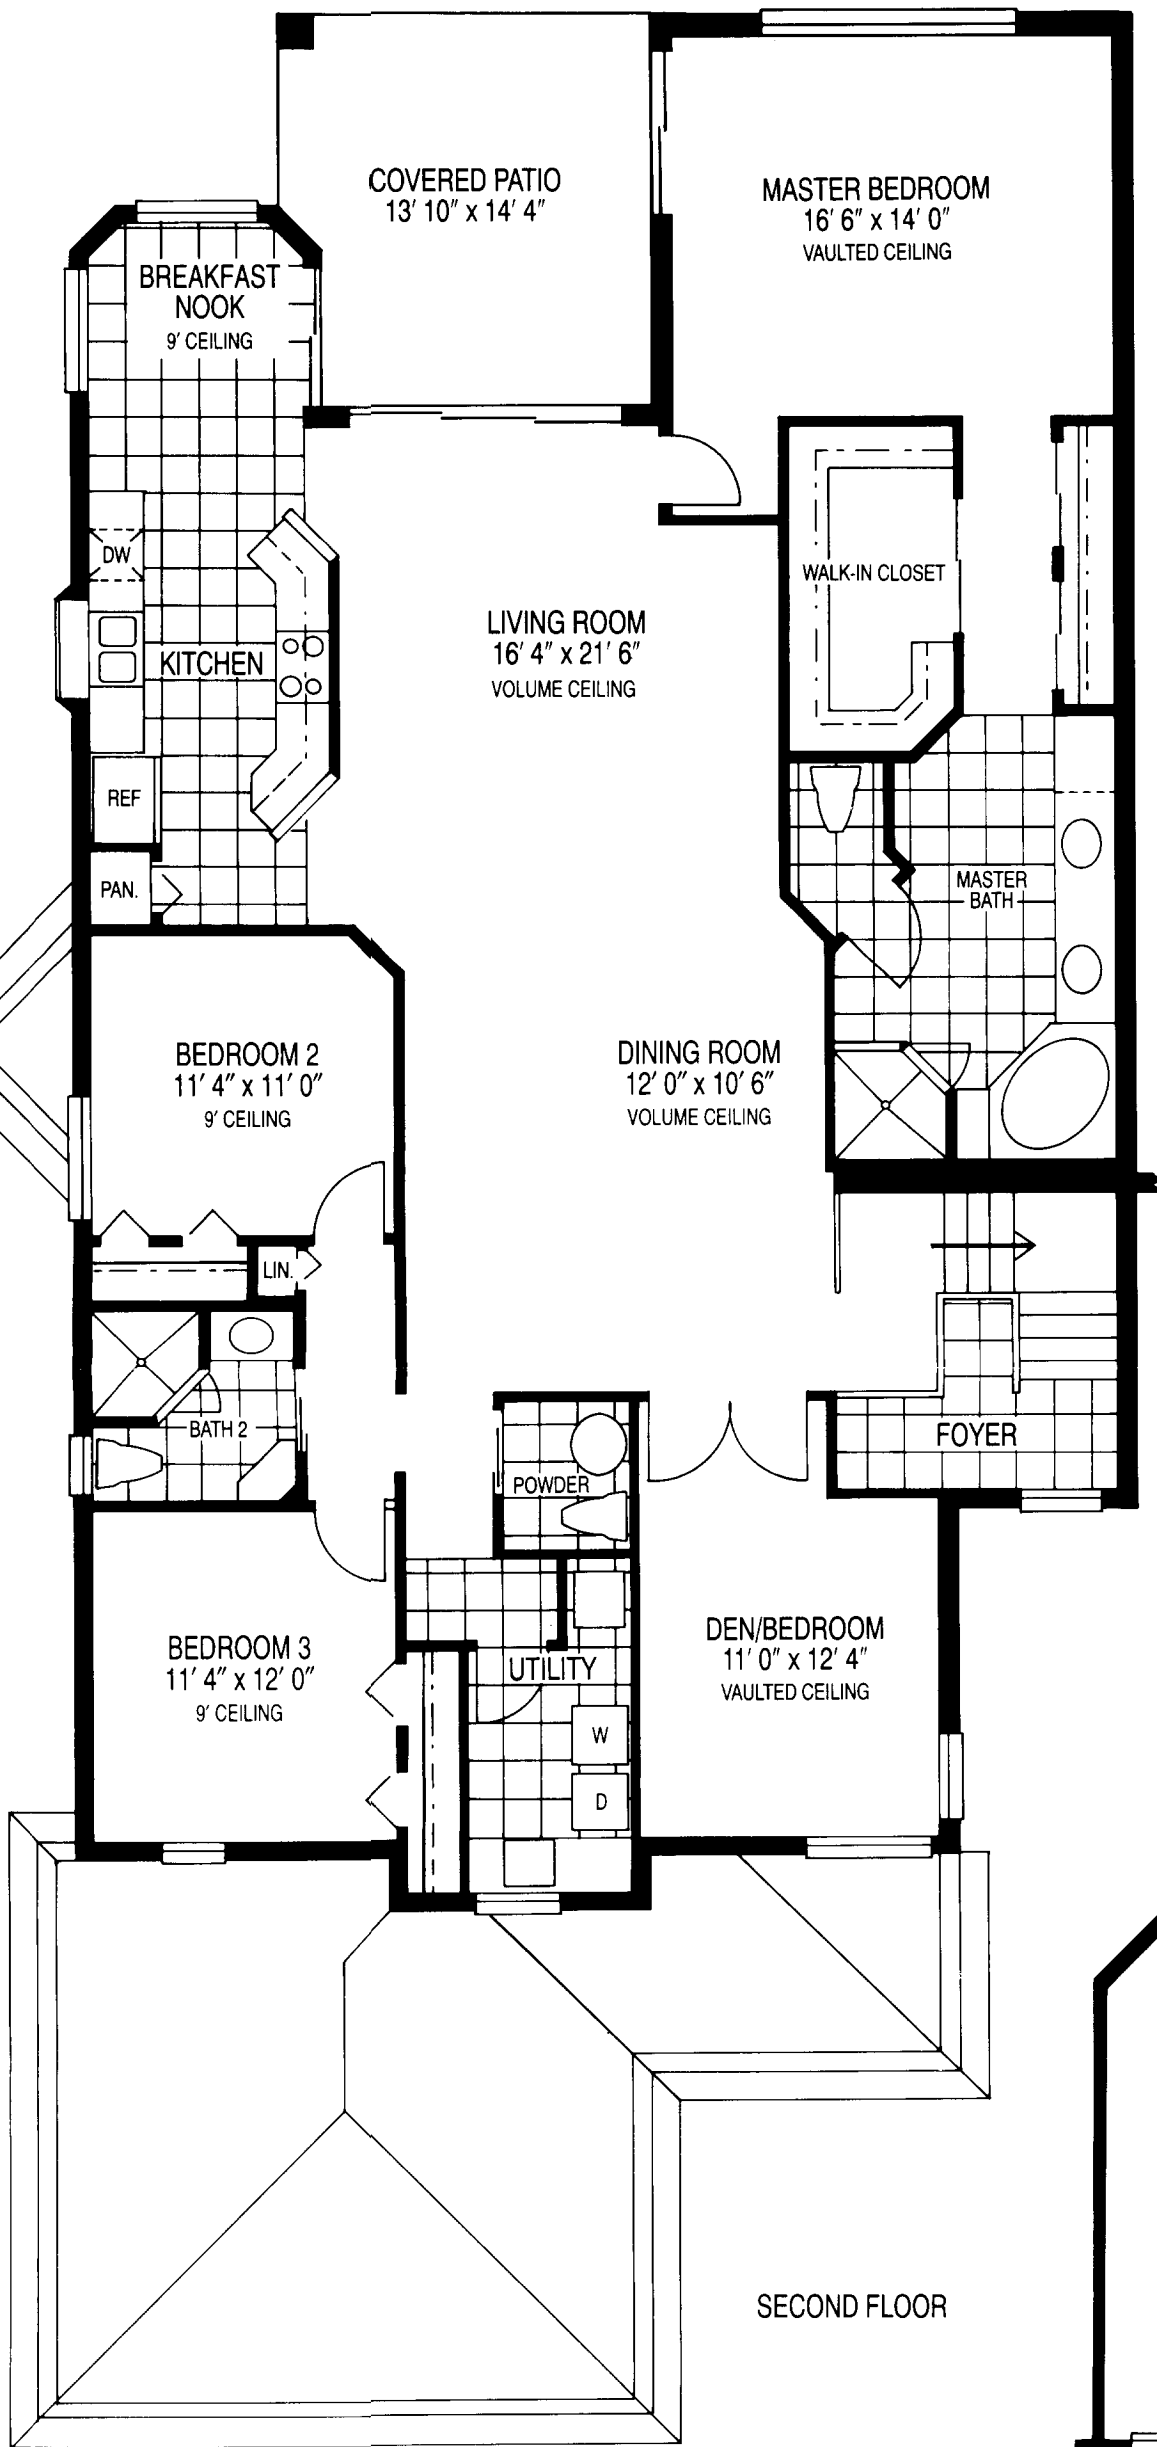 COVERED PATIO
13' 10" x 14' 4"
MASTER BEDROOM
16' 6" x 14' 0"
VAULTED CEILING
BREAKFAST
NOOK
9' CEILING
DW
WALK-IN CLOSET
LIVING ROOM
16' 4" x 21' 6"
VOLUME CEILING
KITCHEN
REF
PAN.
MASTER
BATH
BEDROOM 2
11' 4" x 11' 0"
9' CEILING
DINING ROOM
12' 0" x 10' 6"
VOLUME CEILING
LIN.
BATH 2
FOYER
POWDER
BEDROOM 3
11' 4" x 12' 0"
9' CEILING
UTILITY
W
D
DEN/BEDROOM
11' 0" x 12' 4"
VAULTED CEILING
SECOND FLOOR